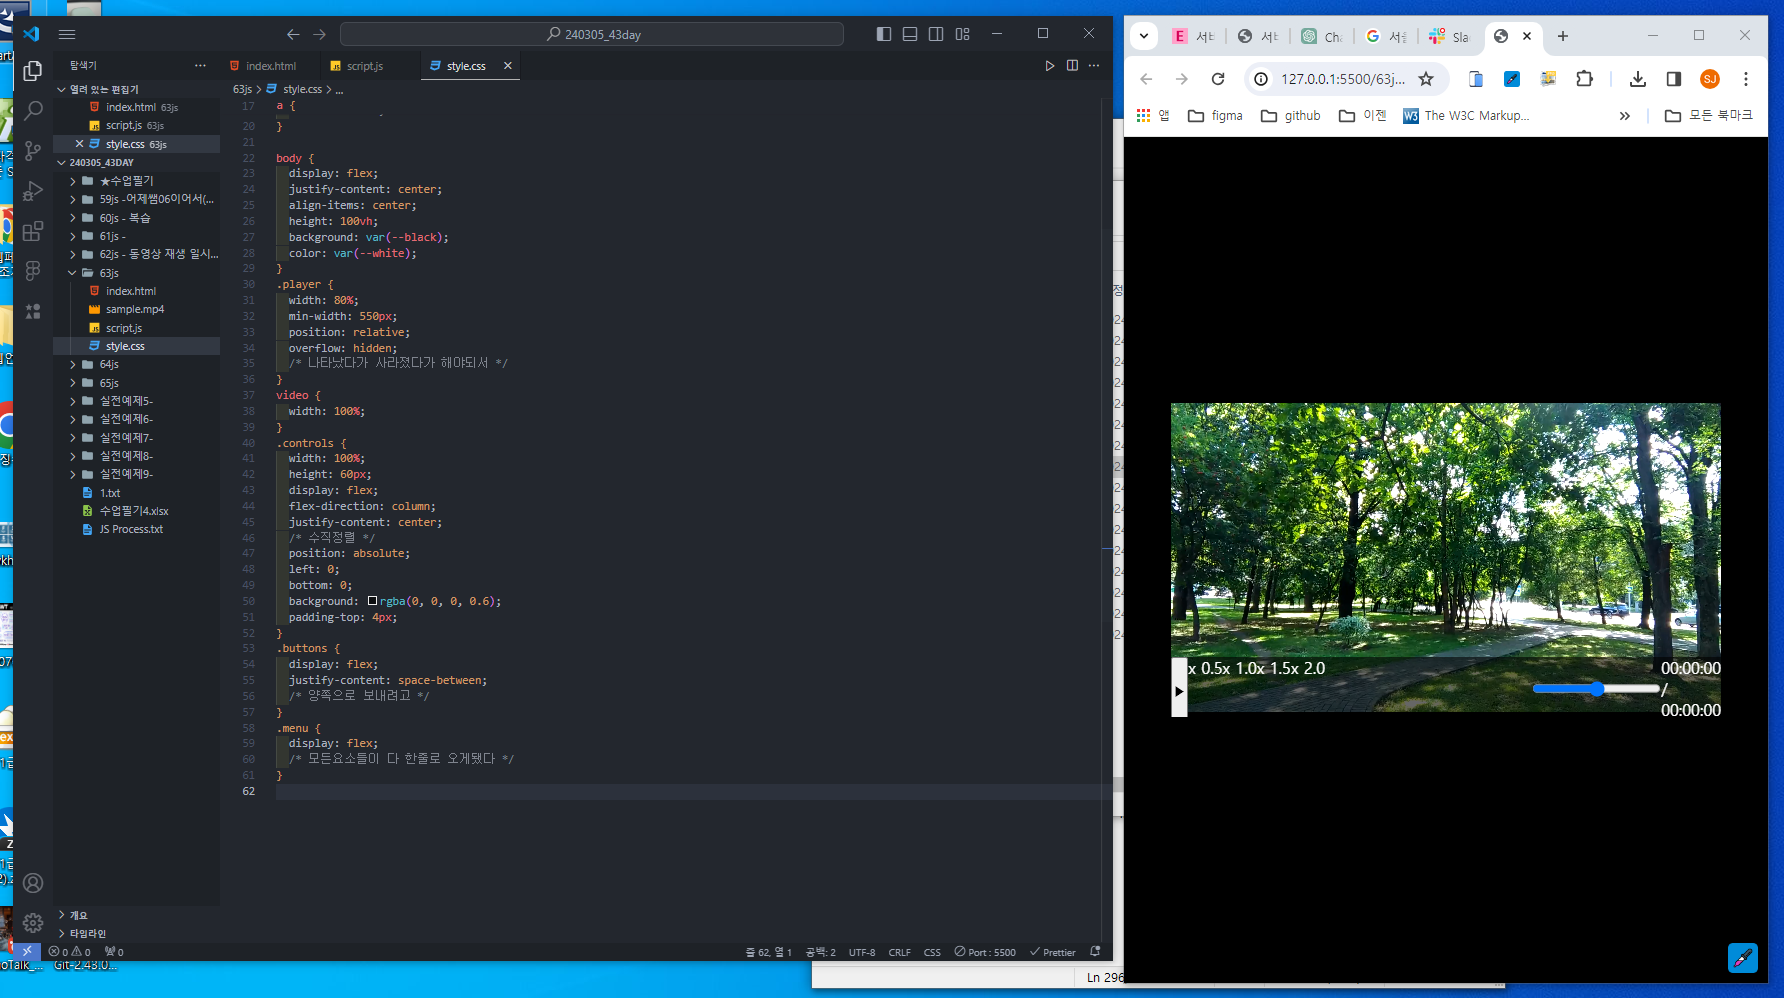 240305_43day
탐색기
index.html
script.js
style.css
열려 있는 편집기
index.html 63js
script.js 63js
style.css 63js
240305_43DAY
★수업필기
59js -어제쌤06이어서(...
60js - 복습
61js -
62js - 동영상 재생 일시...
63js
index.html
sample.mp4
script.js
style.css
64js
65js
실전예제5-
실전예제6-
실전예제7-
실전예제8-
실전예제9-
1.txt
수업필기4.xlsx
JS Process.txt
개요
타임라인
63js > style.css > ...
17 a {
20 }
21
22 body {
23 display: flex;
24 justify-content: center;
25 align-items: center;
26 height: 100vh;
27 background: var(--black);
28 color: var(--white);
29 }
30 .player {
31 width: 80%;
32 min-width: 550px;
33 position: relative;
34 overflow: hidden;
35 /* 나타났다가 사라졌다가 해야되서 */
36 }
37 video {
38 width: 100%;
39 }
40 .controls {
41 width: 100%;
42 height: 60px;
43 display: flex;
44 flex-direction: column;
45 justify-content: center;
46 /* 수직정렬 */
47 position: absolute;
48 left: 0;
49 bottom: 0;
50 background: rgba(0, 0, 0, 0.6);
51 padding-top: 4px;
52 }
53 .buttons {
54 display: flex;
55 justify-content: space-between;
56 /* 양쪽으로 보내려고 */
57 }
58 .menu {
59 display: flex;
60 /* 모든요소들이 다 한줄로 오게됐다 */
61 }
62
0 0 0
줄 62, 열 1 공백: 2 UTF-8 CRLF CSS Port : 5500 Prettier
Git-2.43.0...
Ln 296
E 서비 서비 Cha 서울 Sla
127.0.0.1:5500/63j...
SJ
앱 figma github 이젠 W3 The W3C Markup... » 모든 북마크
x 0.5x 1.0x 1.5x 2.0
00:00:00
/
00:00:00